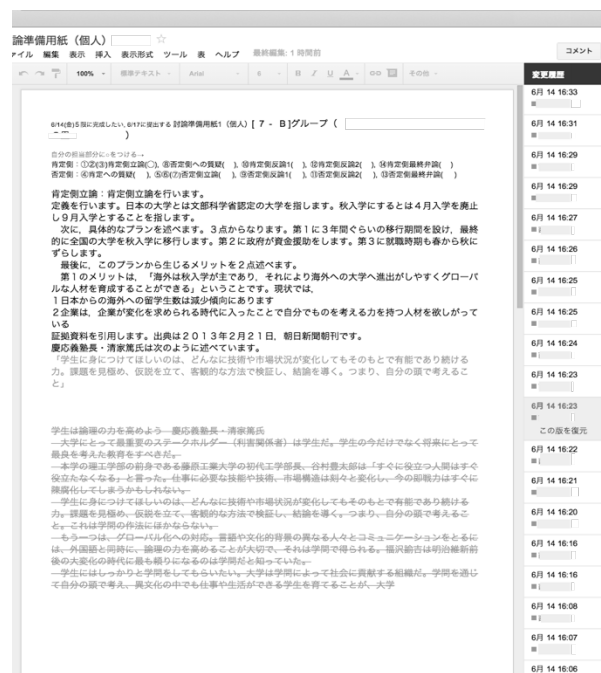 論準備用紙（個人）
ァイル 編集 表示 挿入 表示形式 ツール 表 ヘルプ 最終編集: 1 時間前
コメント
100% 標準テキスト Arial 6 B I U A その他
変更履歴
6/14(金)5限に完成したい, 6/17に提出する 討論準備用紙1（個人）[ 7 - B]グループ（
）
自分の担当部分に○をつける→
肯定側：①②(③)肯定側立論(◯), ⑧否定側への質疑( ), ⑩肯定側反論1( ), ⑫肯定側反論2( ), ⑭肯定側最終弁論( )
否定側：④肯定への質疑( ), ⑤⑥(⑦)否定側立論( ), ⑨否定側反論1( ), ⑪否定側反論2( ), ⑬否定側最終弁論( )
肯定側立論：肯定側立論を行います。
定義を行います。日本の大学とは文部科学省認定の大学を指します。秋入学にするとは４月入学を廃止
し９月入学とすることを指します。
次に，具体的なプランを述べます。３点からなります。第１に３年間ぐらいの移行期間を設け，最終
的に全国の大学を秋入学に移行します。第２に政府が資金援助をします。第３に就職時期も春から秋に
ずらします。
最後に，このプランから生じるメリットを２点述べます。
第１のメリットは，「海外は秋入学が主であり，それにより海外への大学へ進出がしやすくグローバ
ルな人材を育成することができる」ということです。現状では，
１日本からの海外への留学生数は減少傾向にあります
２企業は，企業が変化を求められる時代に入ったことで自分でものを考える力を持つ人材を欲しがって
いる
証拠資料を引用します。出典は２０１３年２月２１日，朝日新聞朝刊です。
慶応義塾長・清家篤氏は次のように述べています。
「学生に身につけてほしいのは、どんなに技術や市場状況が変化してもそのもとで有能であり続ける
力。課題を見極め、仮説を立て、客観的な方法で検証し、結論を導く。つまり、自分の頭で考えるこ
と」
学生は論理の力を高めよう 慶応義塾長・清家篤氏
大学にとって最重要のステークホルダー（利害関係者）は学生だ。学生の今だけでなく将来にとって
最良を考えた教育をすべきだ。
本学の理工学部の前身である藤原工業大学の初代工学部長、谷村豊太郎は「すぐに役立つ人間はすぐ
役立たなくなる」と言った。仕事に必要な技能や技術、市場構造は刻々と変化し、今の即戦力はすぐに
陳腐化してしまうかもしれない。
学生に身につけてほしいのは、どんなに技術や市場状況が変化してもそのもとで有能であり続ける
力。課題を見極め、仮説を立て、客観的な方法で検証し、結論を導く。つまり、自分の頭で考えるこ
と。これは学問の作法にほかならない。
もう一つは、グローバル化への対応。言語や文化的背景の異なる人々とコミュニケーションをとるに
は、外国語と同時に、論理の力を高めることが大切で、それは学問で得られる。福沢諭吉は明治維新前
後の大変化の時代に最も頼りになるのは学問だと知っていた。
学生にはしっかりと学問をしてもらいたい。大学は学問によって社会に貢献する組織だ。学問を通じ
て自分の頭で考え、異文化の中でも仕事や生活ができる学生を育てることが、大学
6月 14 16:33
6月 14 16:31
6月 14 16:29
6月 14 16:29
6月 14 16:27
6月 14 16:26
6月 14 16:25
6月 14 16:25
6月 14 16:24
6月 14 16:23
6月 14 16:23
この版を復元
6月 14 16:22
6月 14 16:21
6月 14 16:20
6月 14 16:16
6月 14 16:16
6月 14 16:08
6月 14 16:07
6月 14 16:06